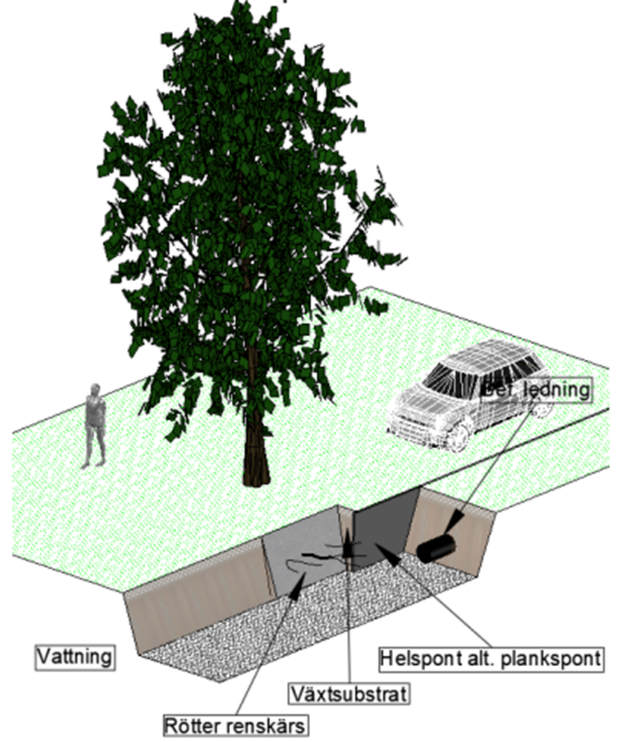 Bef. ledning
Vattning
Helspont alt. plankspont
Växtsubstrat
Rötter renskärs